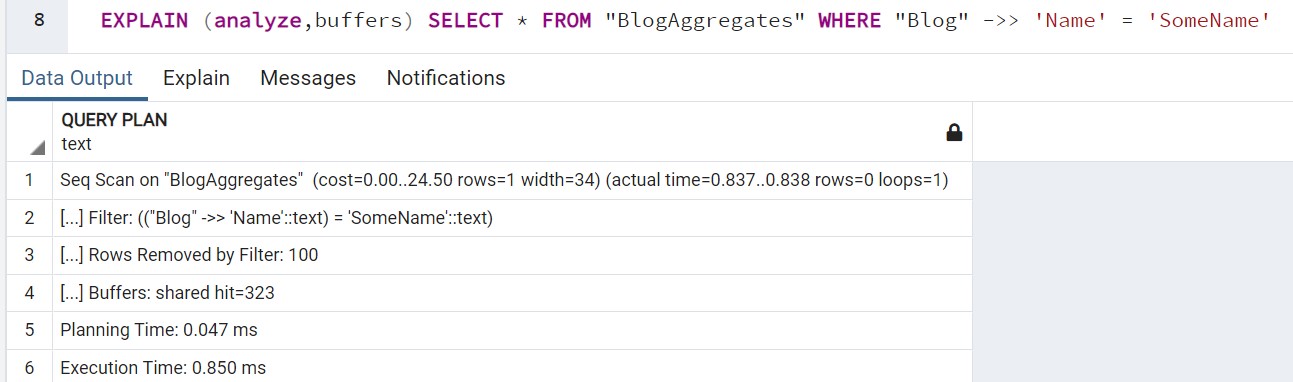 8 EXPLAIN (analyze,buffers) SELECT * FROM "BlogAggregates" WHERE "Blog" ->> 'Name' = 'SomeName'
Data Output Explain Messages Notifications
QUERY PLAN
text
1 Seq Scan on "BlogAggregates" (cost=0.00..24.50 rows=1 width=34) (actual time=0.837..0.838 rows=0 loops=1)
2 [...] Filter: (("Blog" ->> 'Name'::text) = 'SomeName'::text)
3 [...] Rows Removed by Filter: 100
4 [...] Buffers: shared hit=323
5 Planning Time: 0.047 ms
6 Execution Time: 0.850 ms